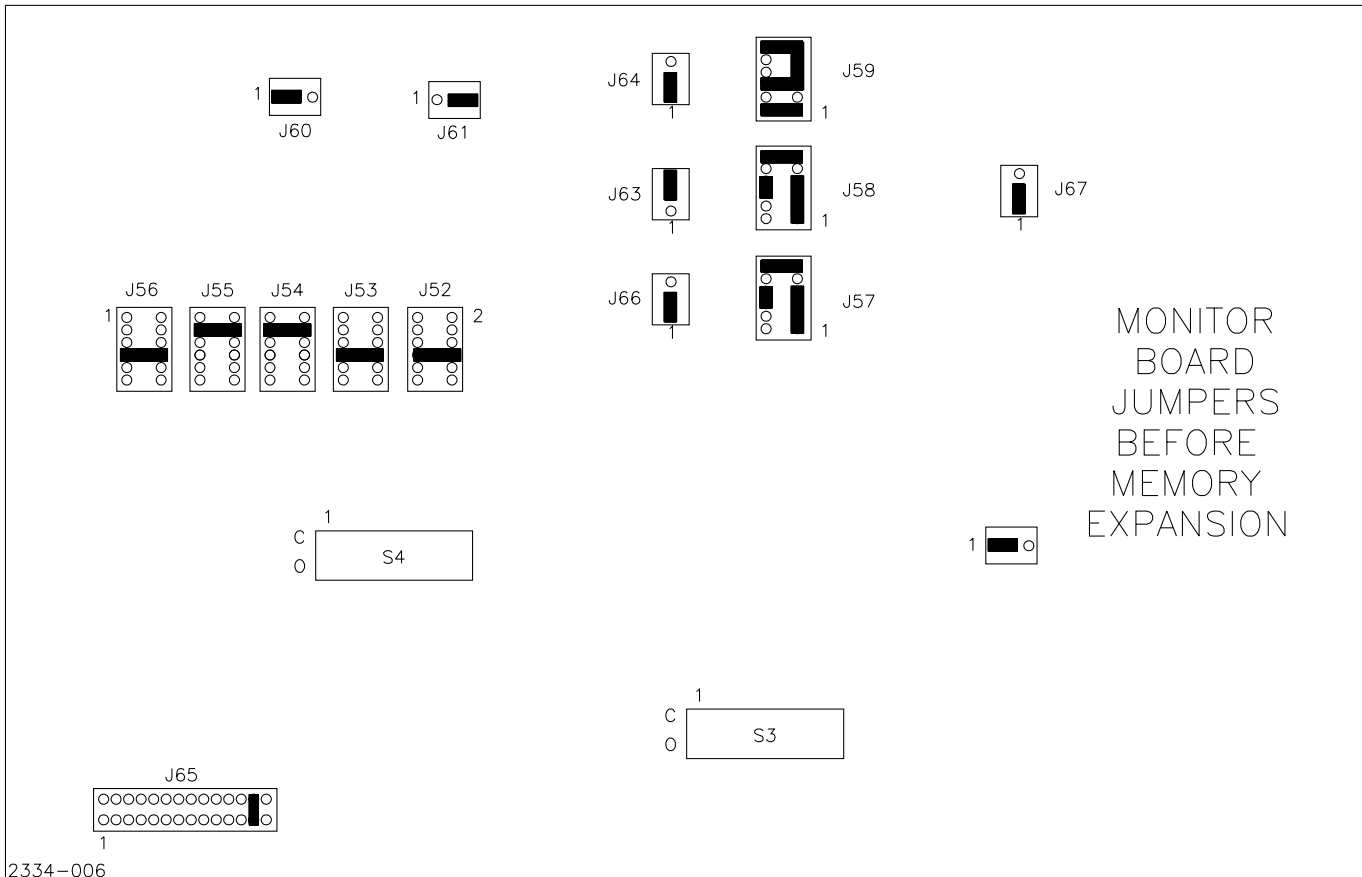 J64
J59
1
1
J60
J61
1
1
J63
J58
J67
1
1
1
J56
J55
J54
J53
J52
J66
J57
1
2
1
1
MONITOR
BOARD
JUMPERS
BEFORE
MEMORY
EXPANSION
1
C
O
S4
1
1
C
O
S3
J65
1
2334-006